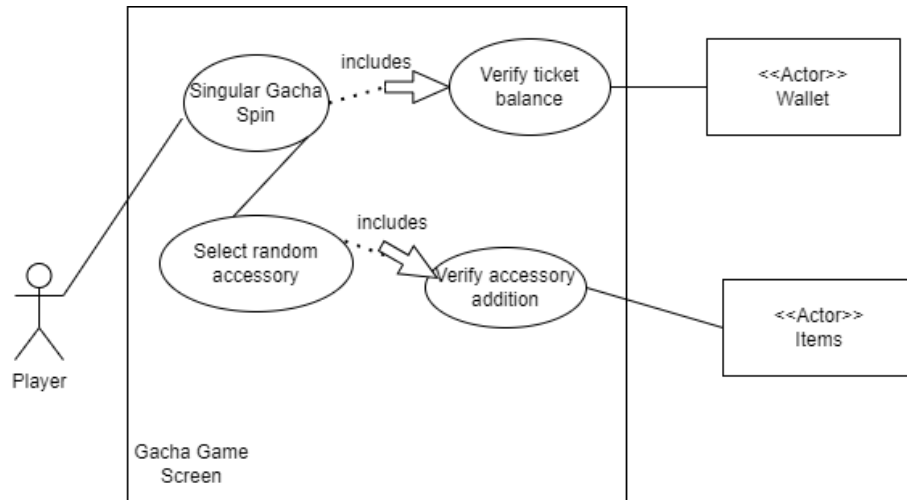 includes
Singular Gacha
Spin
Verify ticket
balance
<<Actor>>
Wallet
includes
Select random
accessory
Verify accessory
addition
<<Actor>>
Items
Player
Gacha Game
Screen